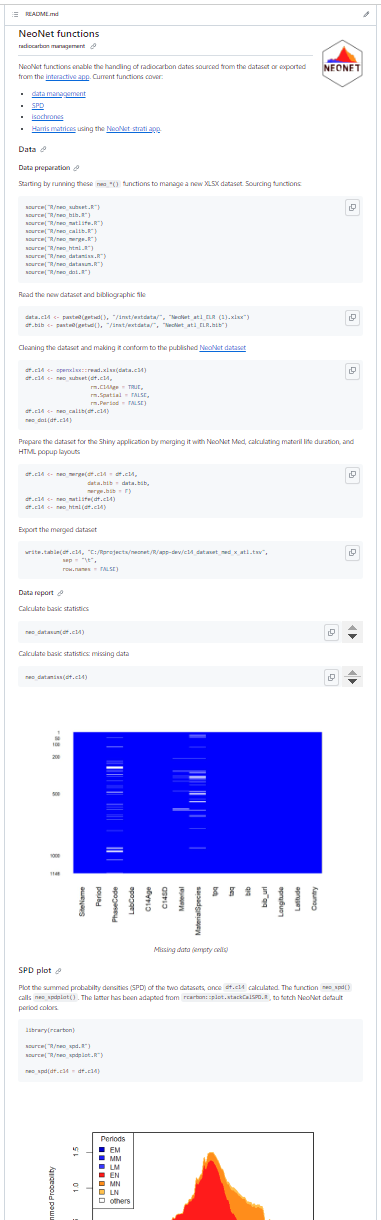 README.md
NeoNet functions
radiocarbon management
NEONET
NeoNet functions enable the handling of radiocarbon dates sourced from the dataset or exported
from the interactive app. Current functions cover:
data management
SPD
isochrones
Harris matrices using the NeoNet_strati app.
Data
Data preparation
Starting by running these neo_*() functions to manage a new XLSX dataset. Sourcing functions:
source("R/neo_subset.R")
source("R/neo_bib.R")
source("R/neo_matlife.R")
source("R/neo_calib.R")
source("R/neo_merge.R")
source("R/neo_html.R")
source("R/neo_datamiss.R")
source("R/neo_datasum.R")
source("R/neo_doi.R")
Read the new dataset and bibliographic file
data.c14 <- paste0(getwd(), "/inst/extdata/", "NeoNet_atl_ELR (1).xlsx")
df.bib <- paste0(getwd(), "/inst/extdata/", "NeoNet_atl_ELR.bib")
Cleaning the dataset and making it conform to the published NeoNet dataset
df.c14 <- openxlsx::read.xlsx(data.c14)
df.c14 <- neo_subset(df.c14,
rm.C14Age = TRUE,
rm.Spatial = FALSE,
rm.Period = FALSE)
df.c14 <- neo_calib(df.c14)
neo_doi(df.c14)
Prepare the dataset for the Shiny application by merging it with NeoNet Med, calculating materil life duration, and
HTML popup layouts
df.c14 <- neo_merge(df.c14 = df.c14,
data.bib = data.bib,
merge.bib = F)
df.c14 <- neo_matlife(df.c14)
df.c14 <- neo_html(df.c14)
Export the merged dataset
write.table(df.c14, "C:/Rprojects/neonet/R/app-dev/c14_dataset_med_x_atl.tsv",
sep = "\t",
row.names = FALSE)
Data report
Calculate basic statistics
neo_datasum(df.c14)
Calculate basic statistics: missing data
neo_datamiss(df.c14)
1
50
100
200
500
1000
1148
SiteName
Period
PhaseCode
LabCode
C14Age
C14SD
Material
MaterialSpecies
tpq
taq
bib
bib_url
Longitude
Latitude
Country
Missing data (empty cells)
SPD plot
Plot the summed probabilty densities (SPD) of the two datasets, once df.c14 calculated. The function neo_spd()
calls neo_spdplot(). The latter has been adapted from rcarbon::plot.stackCalSPD.R, to fetch NeoNet default
period colors.
library(rcarbon)
source("R/neo_spd.R")
source("R/neo_spdplot.R")
neo_spd(df.c14 = df.c14)
Periods
EM
MM
LM
EN
MN
LN
others
1.5
1.0
mmed Probability